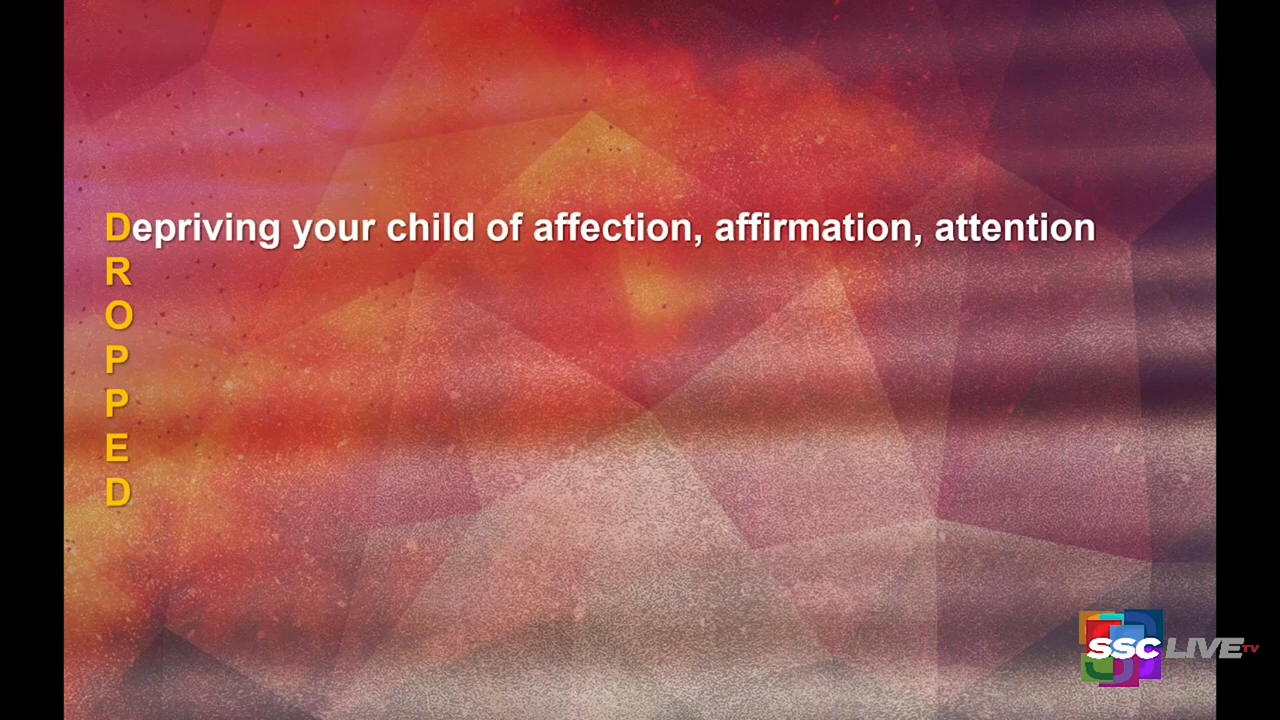 Depriving your child of affection, affirmation, attention
R
O
P
P
E
D
SSC LIVE TV